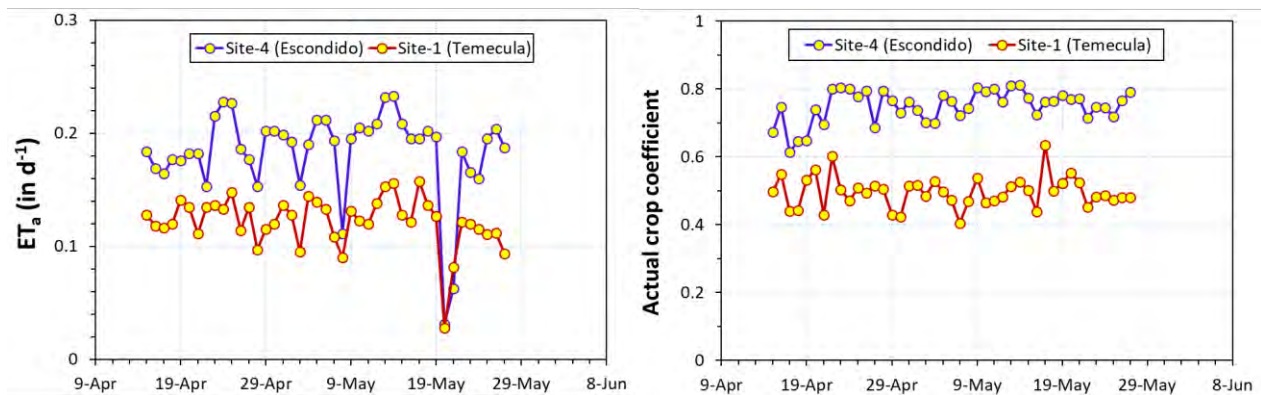 0.3
Site-4 (Escondido) Site-1 (Temecula)
0.2
0.1
0
ETa (in d-1)
9-Apr 19-Apr 29-Apr 9-May 19-May 29-May 8-Jun
1
Site-4 (Escondido) Site-1 (Temecula)
0.8
0.6
0.4
0.2
0
Actual crop coefficient
9-Apr 19-Apr 29-Apr 9-May 19-May 29-May 8-Jun